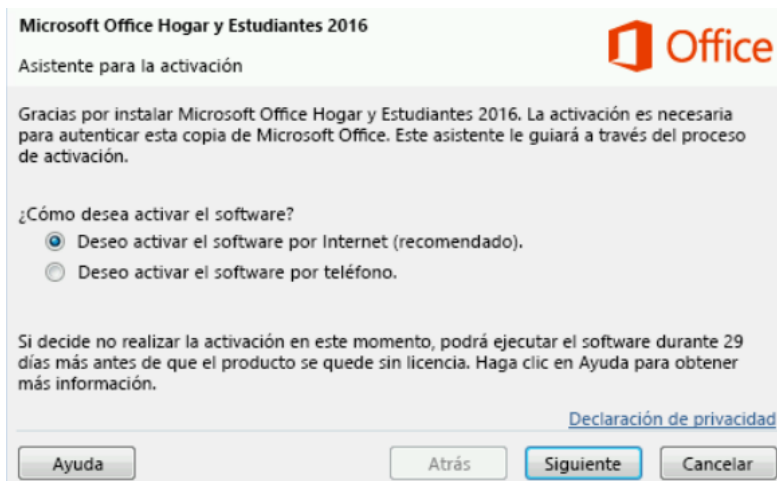 Microsoft Office Hogar y Estudiantes 2016
Office
Asistente para la activación
Gracias por instalar Microsoft Office Hogar y Estudiantes 2016. La activación es necesaria
para autenticar esta copia de Microsoft Office. Este asistente le guiará a través del proceso
de activación.
¿Cómo desea activar el software?
Deseo activar el software por Internet (recomendado).
Deseo activar el software por teléfono.
Si decide no realizar la activación en este momento, podrá ejecutar el software durante 29
días más antes de que el producto se quede sin licencia. Haga clic en Ayuda para obtener
más información.
Declaración de privacidad
Ayuda Atrás Siguiente Cancelar